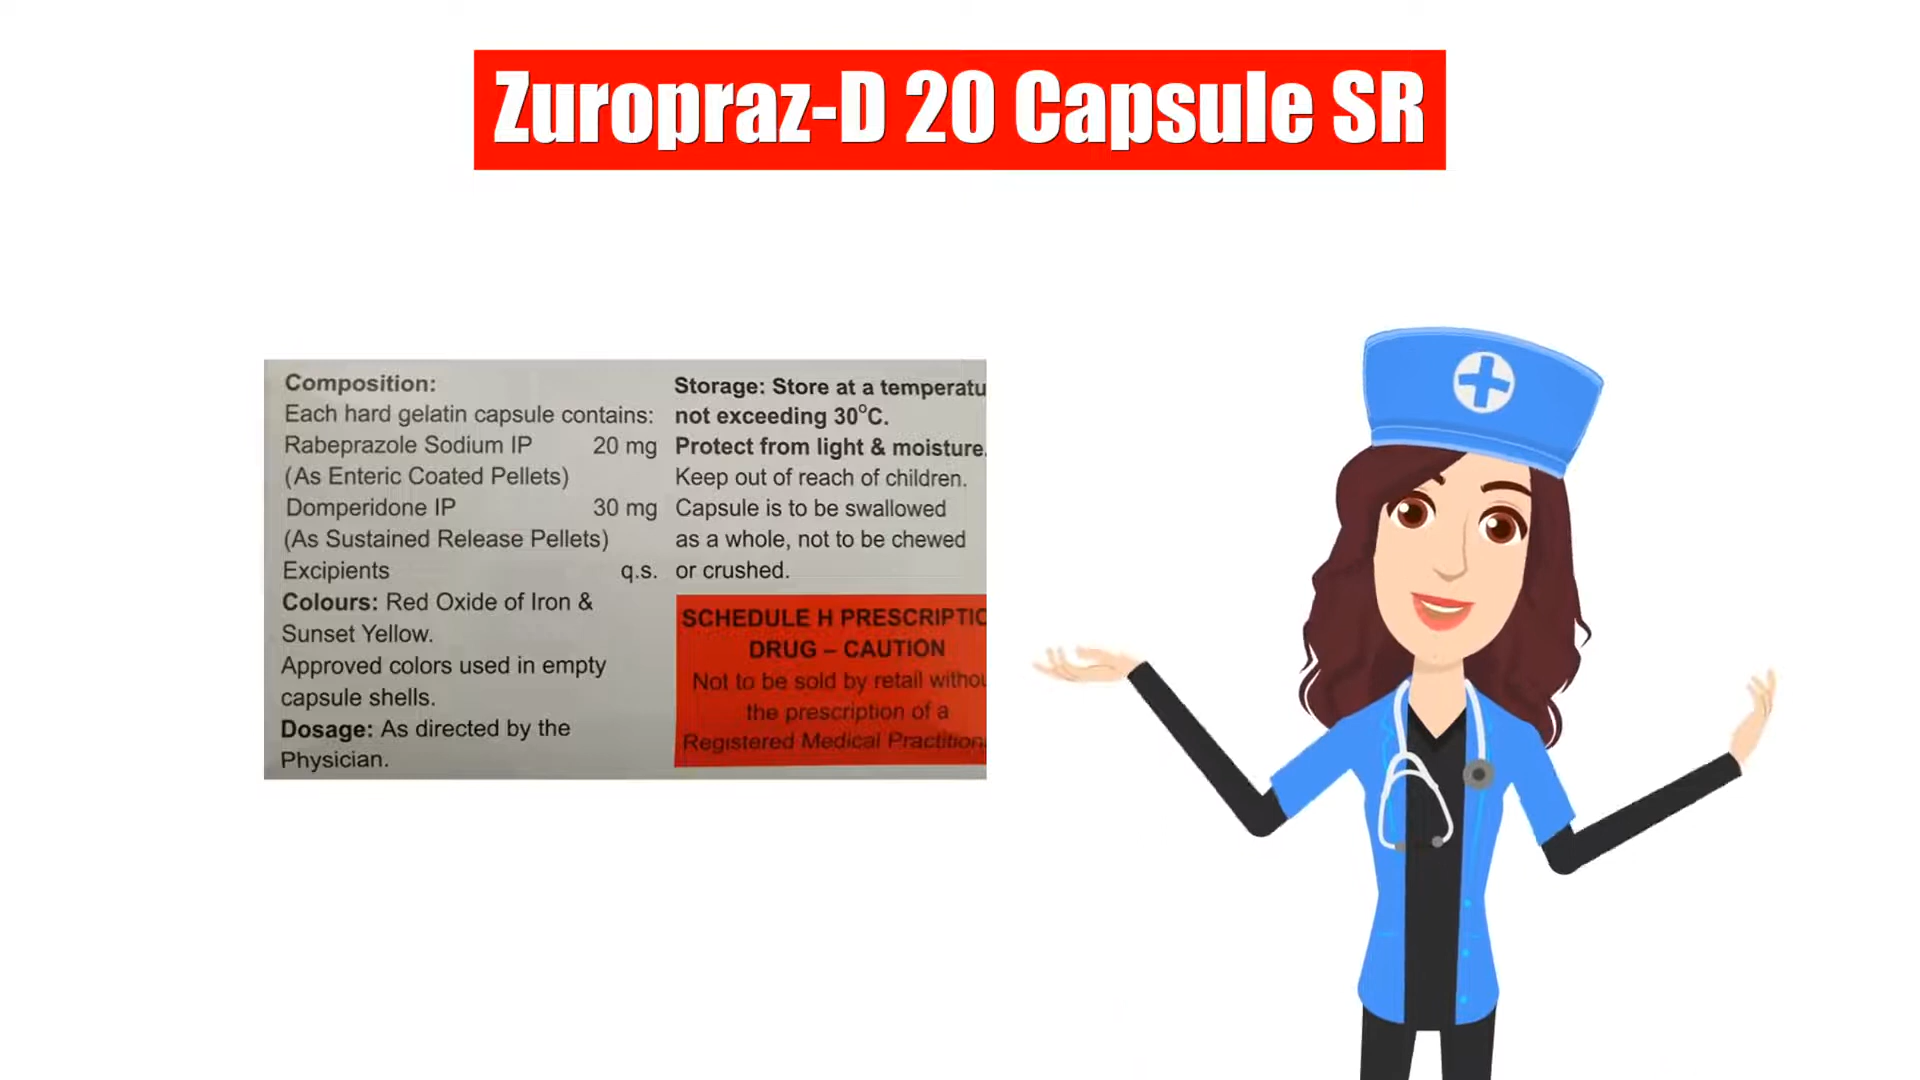 Zuropraz-D 20 Capsule SR
Composition:
Each hard gelatin capsule contains:
Rabeprazole Sodium IP 20 mg
(As Enteric Coated Pellets)
Domperidone IP 30 mg
(As Sustained Release Pellets)
Excipients q.s.
Colours: Red Oxide of Iron &
Sunset Yellow.
Approved colors used in empty
capsule shells.
Dosage: As directed by the
Physician.
Storage: Store at a temperatu
not exceeding 30°C.
Protect from light & moisture.
Keep out of reach of children.
Capsule is to be swallowed
as a whole, not to be chewed
or crushed.
SCHEDULE H PRESCRIPTIO
DRUG – CAUTION
Not to be sold by retail withou
the prescription of a
Registered Medical Practition